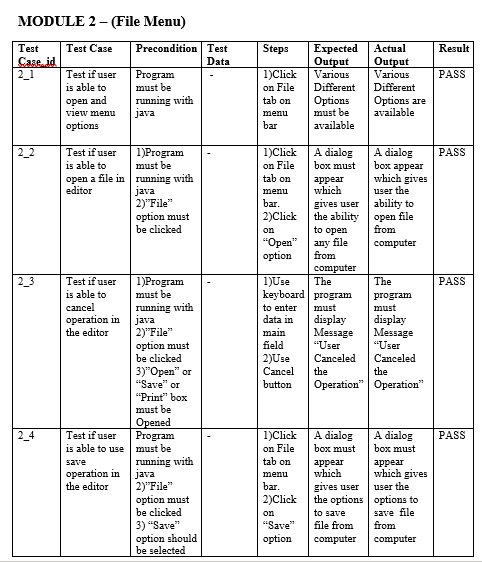 MODULE 2 – (File Menu)
Test Case_id | Test Case | Precondition | Test Data | Steps | Expected Output | Actual Output | Result
2_1 | Test if user is able to open and view menu options | Program must be running with java | - | 1)Click on File tab on menu bar | Various Different Options must be available | Various Different Options are available | PASS
2_2 | Test if user is able to open a file in editor | 1)Program must be running with java 2)”File” option must be clicked | - | 1)Click on File tab on menu bar. 2)Click on “Open” option | A dialog box must appear which gives user the ability to open any file from computer | A dialog box appear which gives user the ability to open file from computer | PASS
2_3 | Test if user is able to cancel operation in the editor | 1)Program must be running with java 2)”File” option must be clicked 3)”Open” or “Save” or “Print” box must be Opened | - | 1)Use keyboard to enter data in main field 2)Use Cancel button | The program must display Message “User Canceled the Operation” | The program must display Message “User Canceled the Operation” | PASS
2_4 | Test if user is able to use save operation in the editor | Program must be running with java 2)”File” option must be clicked 3) “Save” option should be selected | - | 1)Click on File tab on menu bar. 2)Click on “Save” option | A dialog box must appear which gives user the options to save file from computer | A dialog box must appear which gives user the options to save file from computer | PASS